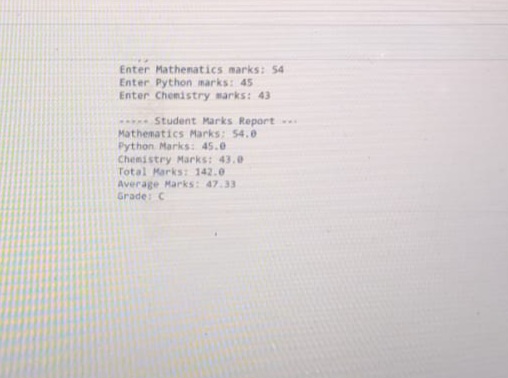 Enter Mathematics marks: 54
Enter Python marks: 45
Enter Chemistry marks: 43
----- Student Marks Report ---
Mathematics Marks: 54.0
Python Marks: 45.0
Chemistry Marks: 43.0
Total Marks: 142.0
Average Marks: 47.33
Grade: C